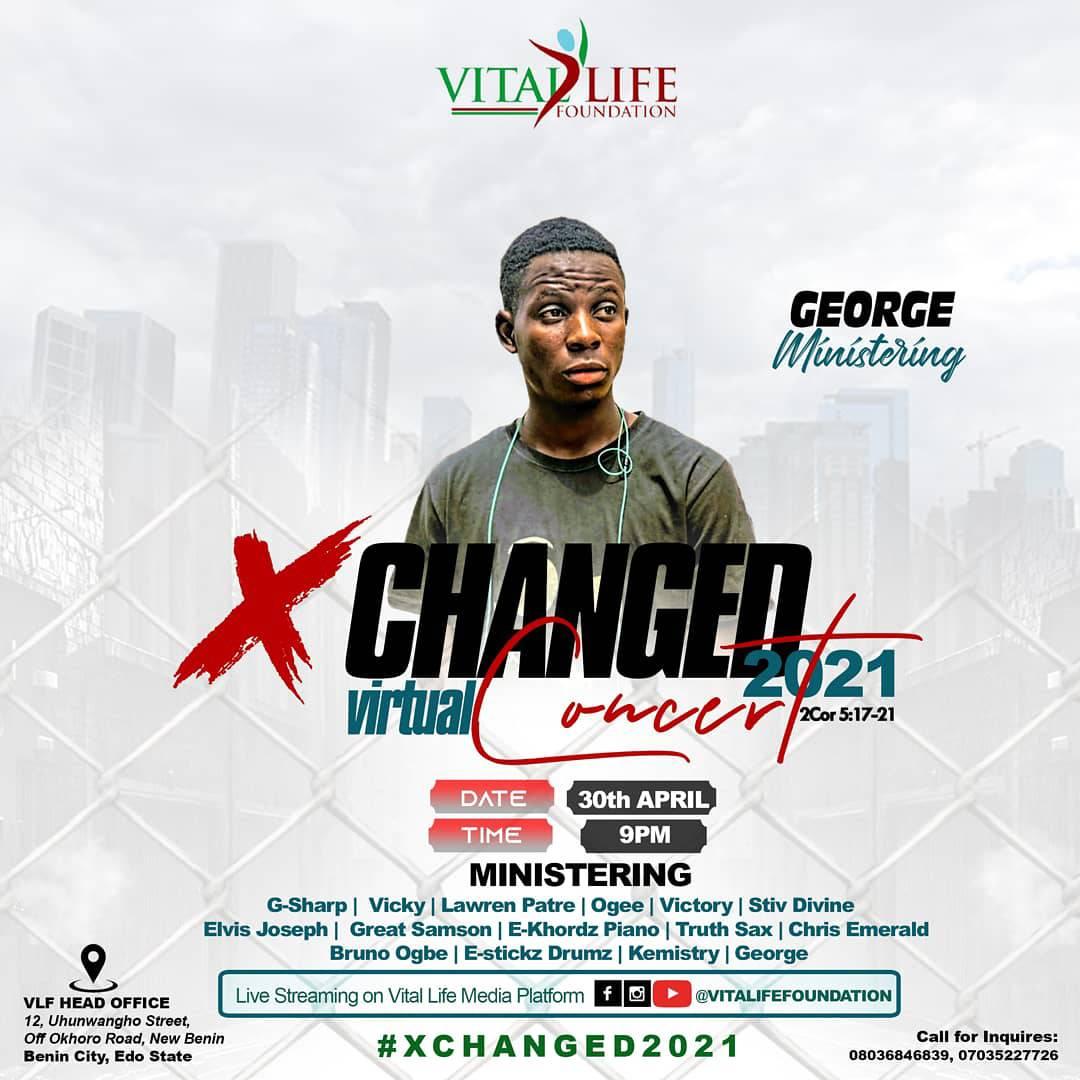 VITAL LIFE
FOUNDATION
GEORGE
Ministering
X CHANGED
virtual Concert 2021
2Cor 5:17-21
DATE 30th APRIL
TIME 9PM
MINISTERING
G-Sharp | Vicky | Lawren Patre | Ogee | Victory | Stiv Divine
Elvis Joseph | Great Samson | E-Khordz Piano | Truth Sax | Chris Emerald
Bruno Ogbe | E-stickz Drumz | Kemistry | George
Live Streaming on Vital Life Media Platform @VITALIFEFOUNDATION
VLF HEAD OFFICE
12, Uhunwangho Street,
Off Okhoro Road, New Benin
Benin City, Edo State
#XCHANGED2021
Call for Inquires:
08036846839, 07035227726